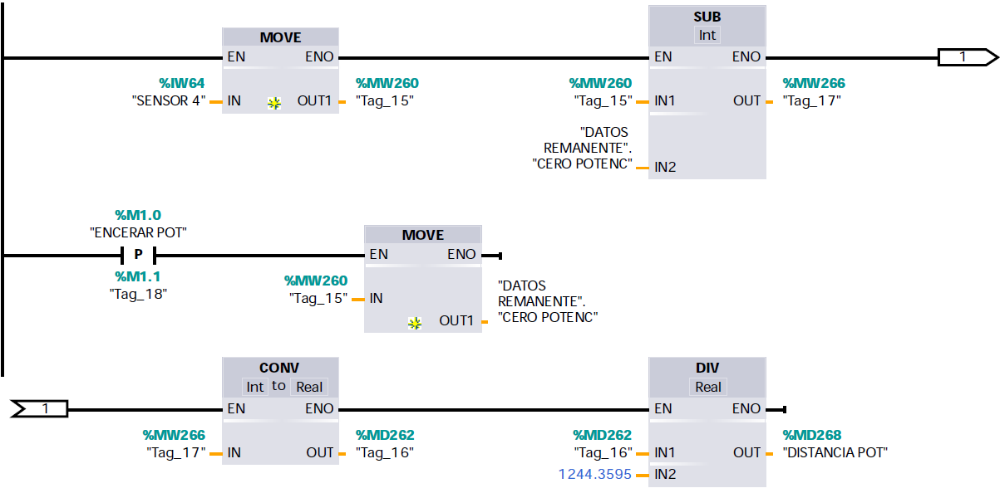 MOVE
EN ENO
%IW64
"SENSOR 4" IN OUT1
%MW260
"Tag_15"
SUB
Int
EN ENO
%MW260
"Tag_15" IN1 OUT
"DATOS
REMANENTE".
"CERO POTENC" IN2
%MW266
"Tag_17"
1
%M1.0
"ENCERAR POT"
P
%M1.1
"Tag_18"
MOVE
EN ENO
%MW260
"Tag_15" IN
OUT1
"DATOS
REMANENTE".
"CERO POTENC"
1
CONV
Int to Real
EN ENO
%MW266
"Tag_17" IN OUT
%MD262
"Tag_16"
DIV
Real
EN ENO
%MD262
"Tag_16" IN1 OUT
1244.3595 IN2
%MD268
"DISTANCIA POT"